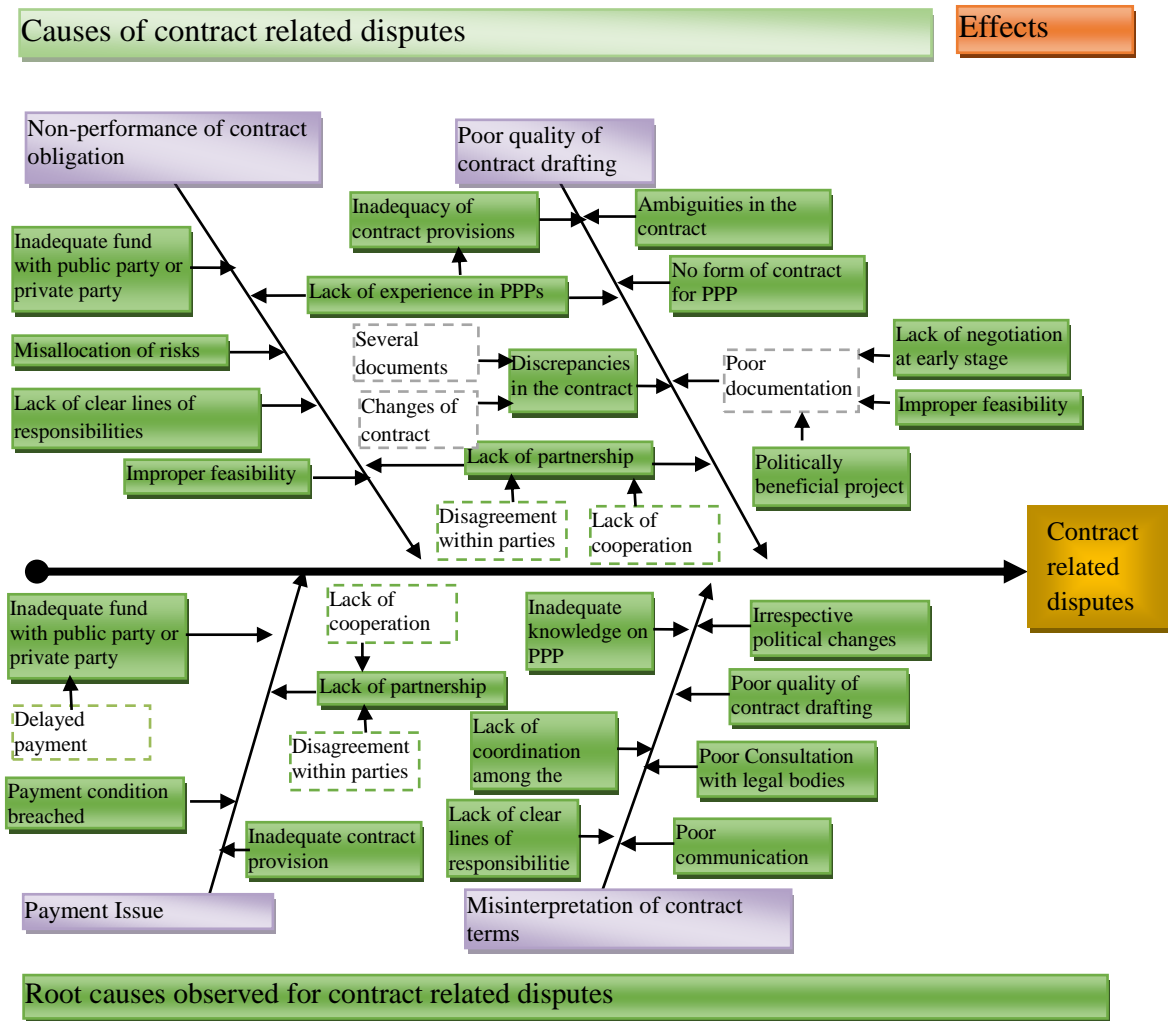 Causes of contract related disputes
Effects
Non-performance of contract
obligation
Poor quality of
contract drafting
Inadequacy of
contract provisions
Ambiguities in the
contract
Inadequate fund
with public party or
private party
Lack of experience in PPPs
No form of contract
for PPP
Misallocation of risks
Several
documents
Discrepancies
in the contract
Changes of
contract
Poor
documentation
Lack of negotiation
at early stage
Improper feasibility
Lack of clear lines of
responsibilities
Improper feasibility
Lack of partnership
Politically
beneficial project
Disagreement
within parties
Lack of
cooperation
Contract
related
disputes
Inadequate fund
with public party or
private party
Lack of
cooperation
Lack of partnership
Delayed
payment
Disagreement
within parties
Payment condition
breached
Inadequate contract
provision
Payment Issue
Inadequate
knowledge on
PPP
Irrespective
political changes
Poor quality of
contract drafting
Lack of
coordination
among the
Poor Consultation
with legal bodies
Lack of clear
lines of
responsibilitie
Poor
communication
Misinterpretation of contract
terms
Root causes observed for contract related disputes